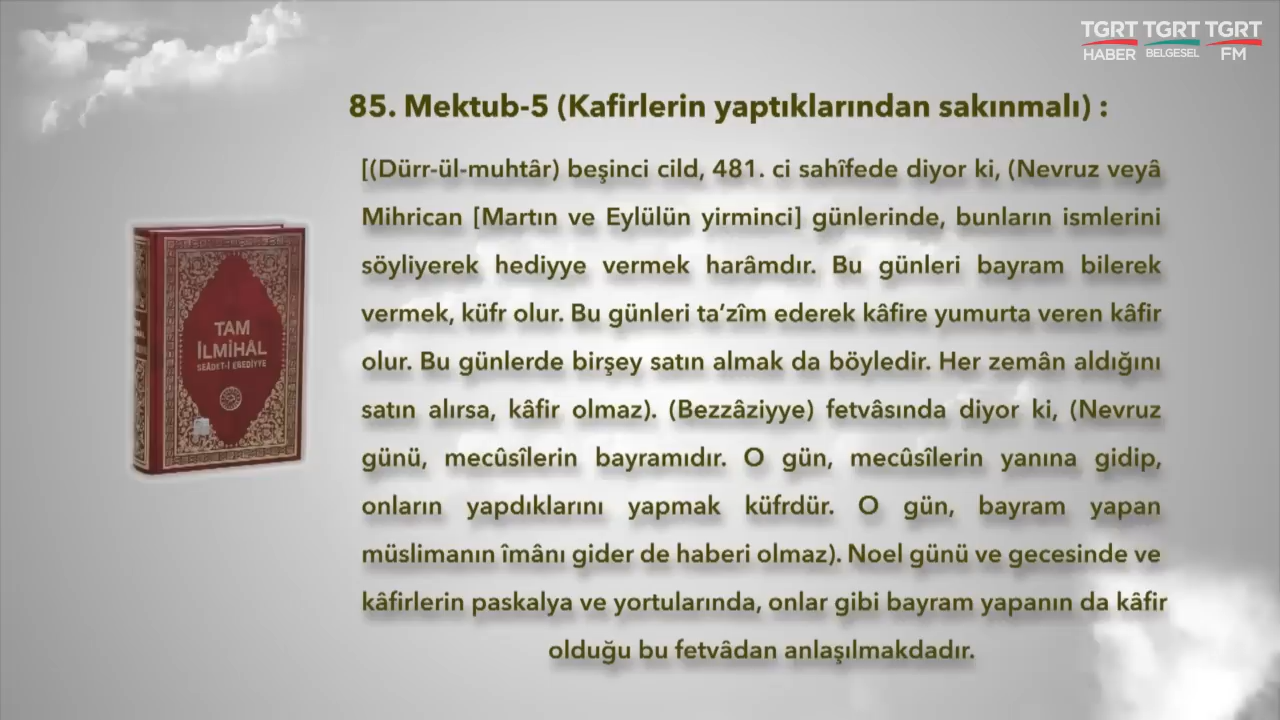 TGRT TGRT TGRT
HABER BELGESEL FM
85. Mektub-5 (Kafirlerin yaptıklarından sakınmalı) :
[(Dürr-ül-muhtâr) beşinci cild, 481. ci sahîfede diyor ki, (Nevruz veyâ
Mihrican [Martın ve Eylülün yirminci] günlerinde, bunların ismlerini
söyliyerek hediyye vermek harâmdır. Bu günleri bayram bilerek
vermek, küfr olur. Bu günleri ta’zîm ederek kâfire yumurta veren kâfir
olur. Bu günlerde birşey satın almak da böyledir. Her zemân aldığını
satın alırsa, kâfir olmaz). (Bezzâziyye) fetvâsında diyor ki, (Nevruz
günü, mecûsîlerin bayramıdır. O gün, mecûsîlerin yanına gidip,
onların yapdıklarını yapmak küfrdür. O gün, bayram yapan
müslimanın îmânı gider de haberi olmaz). Noel günü ve gecesinde ve
kâfirlerin paskalya ve yortularında, onlar gibi bayram yapanın da kâfir
olduğu bu fetvâdan anlaşılmakdadır.
TAM
İLMİHÂL
SEÂDET-İ EBEDİYYE